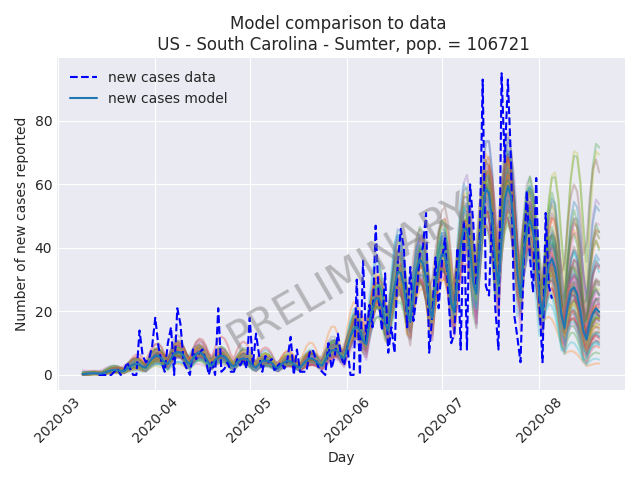 Model comparison to data
US - South Carolina - Sumter, pop. = 106721
new cases data
new cases model
Number of new cases reported
80
60
40
20
0
PRELIMINARY
2020-03
2020-04
2020-05
2020-06
2020-07
2020-08
Day